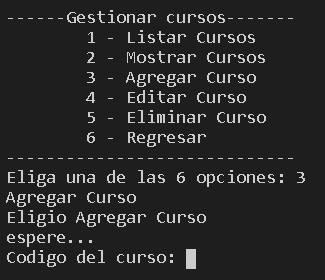 ------Gestionar cursos-------
1 - Listar Cursos
2 - Mostrar Cursos
3 - Agregar Curso
4 - Editar Curso
5 - Eliminar Curso
6 - Regresar
-----------------------------
Eliga una de las 6 opciones: 3
Agregar Curso
Eligio Agregar Curso
espere...
Codigo del curso: